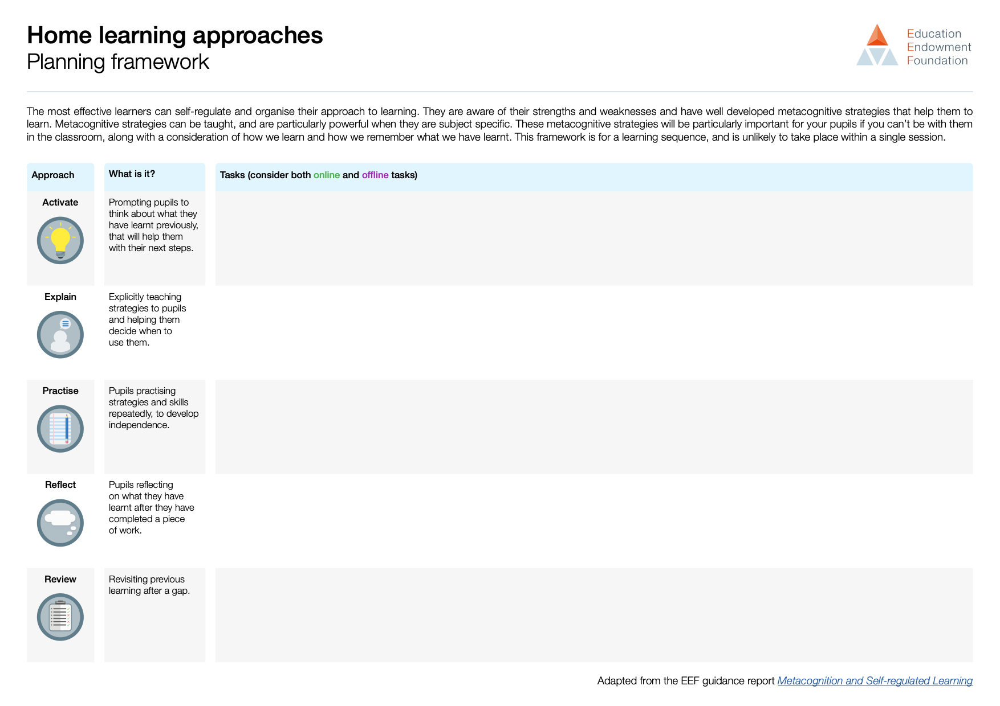 Home learning approaches
Planning framework
Education
Endowment
Foundation
The most effective learners can self-regulate and organise their approach to learning. They are aware of their strengths and weaknesses and have well developed metacognitive strategies that help them to
learn. Metacognitive strategies can be taught, and are particularly powerful when they are subject specific. These metacognitive strategies will be particularly important for your pupils if you can’t be with them
in the classroom, along with a consideration of how we learn and how we remember what we have learnt. This framework is for a learning sequence, and is unlikely to take place within a single session.
Approach
What is it?
Tasks (consider both online and offline tasks)
Activate
Prompting pupils to
think about what they
have learnt previously,
that will help them
with their next steps.
Explain
Explicitly teaching
strategies to pupils
and helping them
decide when to
use them.
Practise
Pupils practising
strategies and skills
repeatedly, to develop
independence.
Reflect
Pupils reflecting
on what they have
learnt after they have
completed a piece
of work.
Review
Revisiting previous
learning after a gap.
Adapted from the EEF guidance report Metacognition and Self-regulated Learning